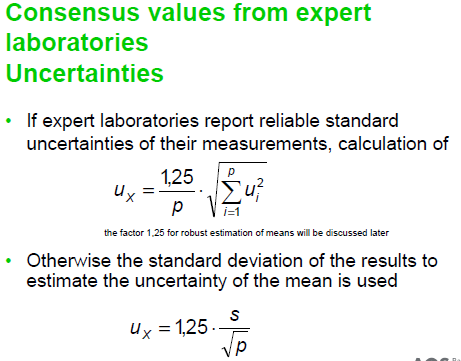 Consensus values from expert
laboratories
Uncertainties
• If expert laboratories report reliable standard
uncertainties of their measurements, calculation of
u_X = 1,25/p · √(∑_{i=1}^{p} u_i^2)
the factor 1,25 for robust estimation of means will be discussed later
• Otherwise the standard deviation of the results to
estimate the uncertainty of the mean is used
u_X = 1,25 · s/√p